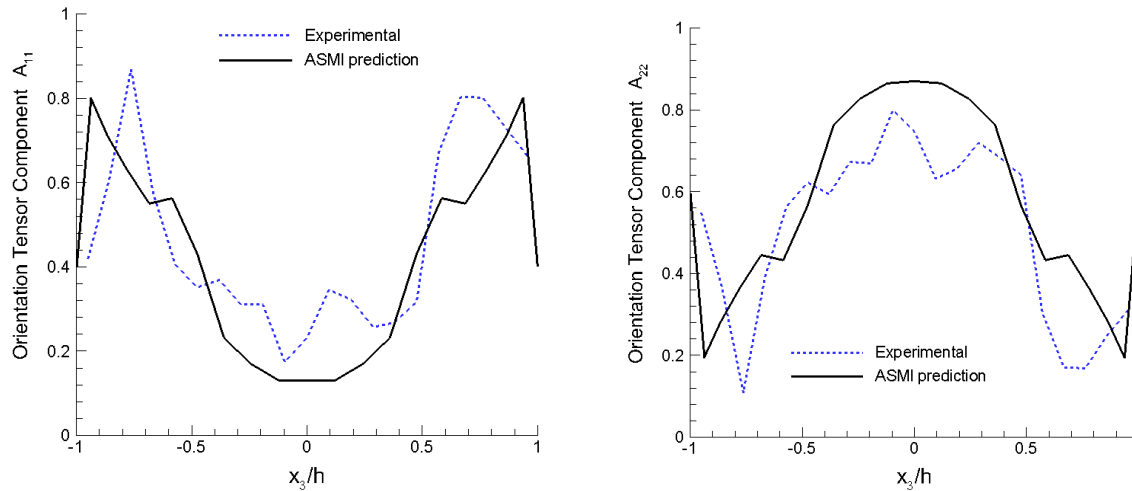 1
0.8
0.6
0.4
0.2
0
-1
-0.5
0
0.5
1
Orientation Tensor Component A11
x3/h
Experimental
ASMI prediction
1
0.8
0.6
0.4
0.2
0
-1
-0.5
0
0.5
Orientation Tensor Component A22
x3/h
Experimental
ASMI prediction